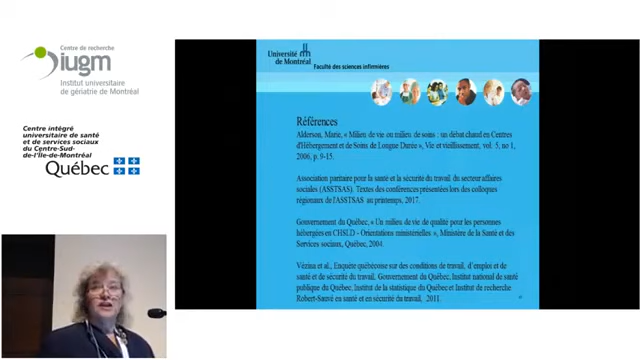 Centre de recherche
iugm
Institut universitaire
de gériatrie de Montréal
Centre intégré
universitaire de santé
et de services sociaux
du Centre-Sud-
de-l'Île-de-Montréal
Québec
Université
de Montréal
Faculté des sciences infirmières
Références
Alderson, Marie, « Milieu de vie ou milieu de soins : un débat chaud en Centres
d'Hébergement et de Soins de Longue Durée », Vie et vieillissement, vol. 5, no 1,
2006, p. 9-15.
Association paritaire pour la santé et la sécurité du travail du secteur affaires
sociales (ASSTSAS). Textes des conférences présentées lors des colloques
régionaux de l'ASSTSAS au printemps, 2017.
Gouvernement du Québec, « Un milieu de vie de qualité pour les personnes
hébergées en CHSLD - Orientations ministérielles », Ministère de la Santé et des
Services sociaux, Québec, 2004.
Vézina et al., Enquête québécoise sur des conditions de travail, d'emploi et de
santé et de sécurité du travail, Gouvernement du Québec, Institut national de santé
publique du Québec, Institut de la statistique du Québec et Institut de recherche
Robert-Sauvé en santé et en sécurité du travail, 2011.